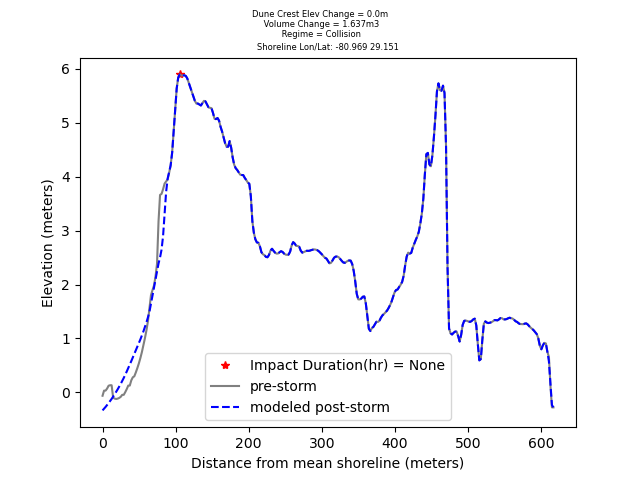 Dune Crest Elev Change = 0.0m
Volume Change = 1.637m3
Regime = Collision
Shoreline Lon/Lat: -80.969 29.151
6
5
4
3
2
1
0
Elevation (meters)
Impact Duration(hr) = None
pre-storm
modeled post-storm
0 100 200 300 400 500 600
Distance from mean shoreline (meters)